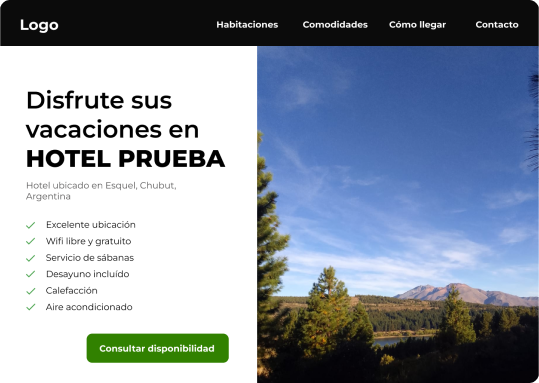 Logo
Habitaciones Comodidades Cómo llegar Contacto
Disfrute sus
vacaciones en
HOTEL PRUEBA
Hotel ubicado en Esquel, Chubut,
Argentina
Excelente ubicación
Wifi libre y gratuito
Servicio de sábanas
Desayuno incluído
Calefacción
Aire acondicionado
Consultar disponibilidad